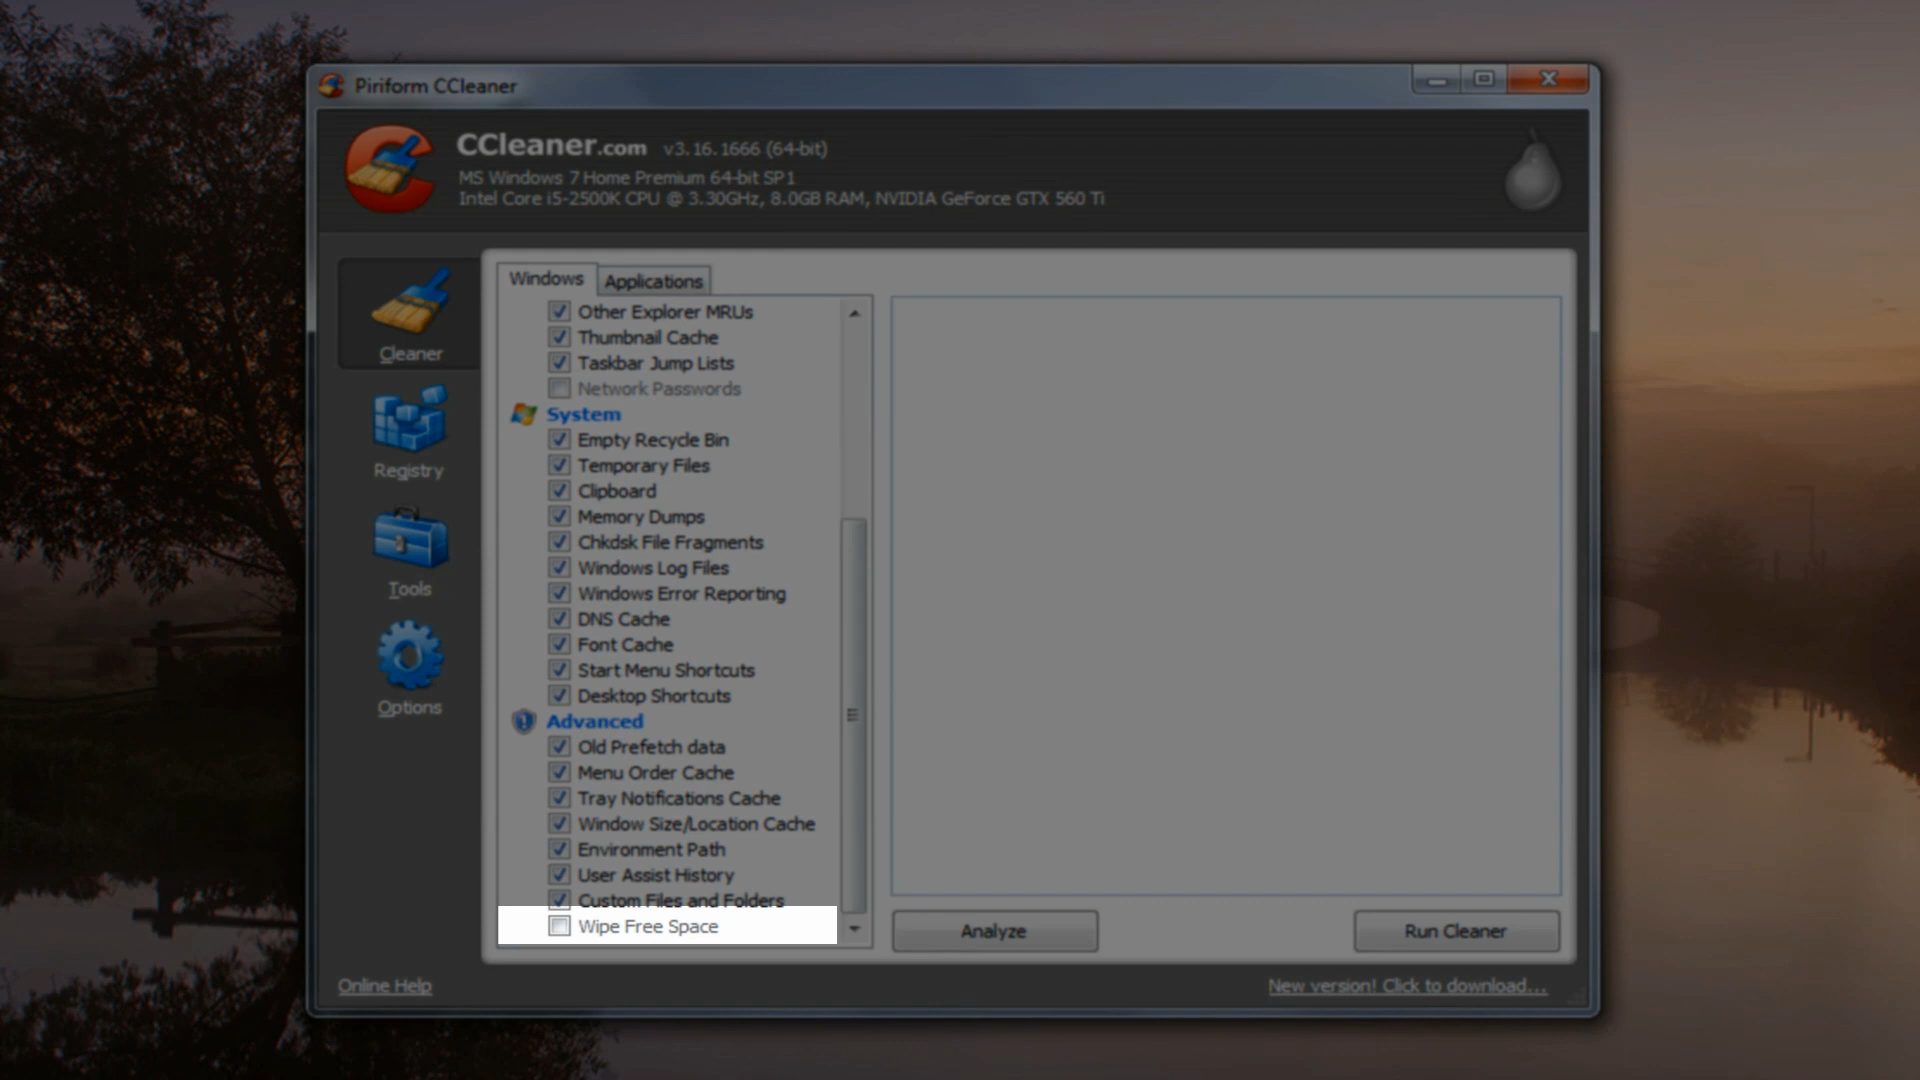 Piriform CCleaner
CCleaner.com v3.16.1666 (64-bit)
MS Windows 7 Home Premium 64-bit SP1
Intel Core i5-2500K CPU @ 3.30GHz, 8.0GB RAM, NVIDIA GeForce GTX 560 Ti
Cleaner
Registry
Tools
Options
Windows
Applications
Other Explorer MRUs
Thumbnail Cache
Taskbar Jump Lists
Network Passwords
System
Empty Recycle Bin
Temporary Files
Clipboard
Memory Dumps
Chkdsk File Fragments
Windows Log Files
Windows Error Reporting
DNS Cache
Font Cache
Start Menu Shortcuts
Desktop Shortcuts
Advanced
Old Prefetch data
Menu Order Cache
Tray Notifications Cache
Window Size/Location Cache
Environment Path
User Assist History
Custom Files and Folders
Wipe Free Space
Analyze
Run Cleaner
Online Help
New version! Click to download...